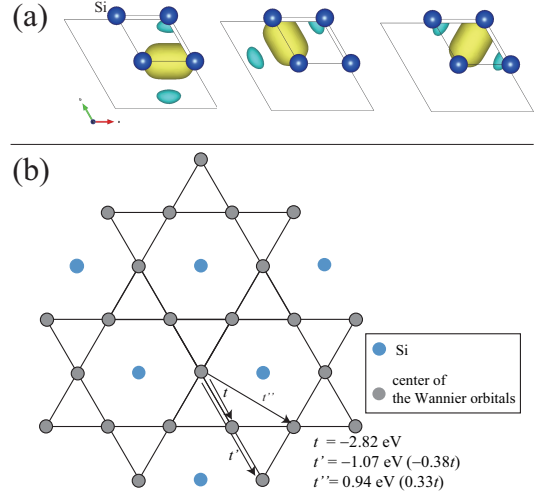 (a)
Si
(b)
t
t''
t'
Si
center of
the Wannier orbitals
t = −2.82 eV
t' = −1.07 eV (−0.38t)
t'' = 0.94 eV (0.33t)